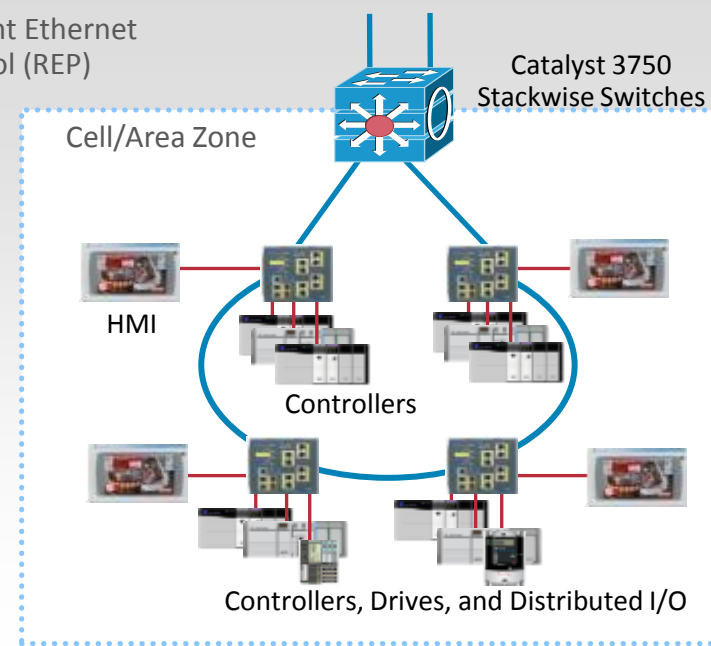 nt Ethernet
ol (REP)
Catalyst 3750
Stackwise Switches
Cell/Area Zone
HMI
Controllers
Controllers, Drives, and Distributed I/O